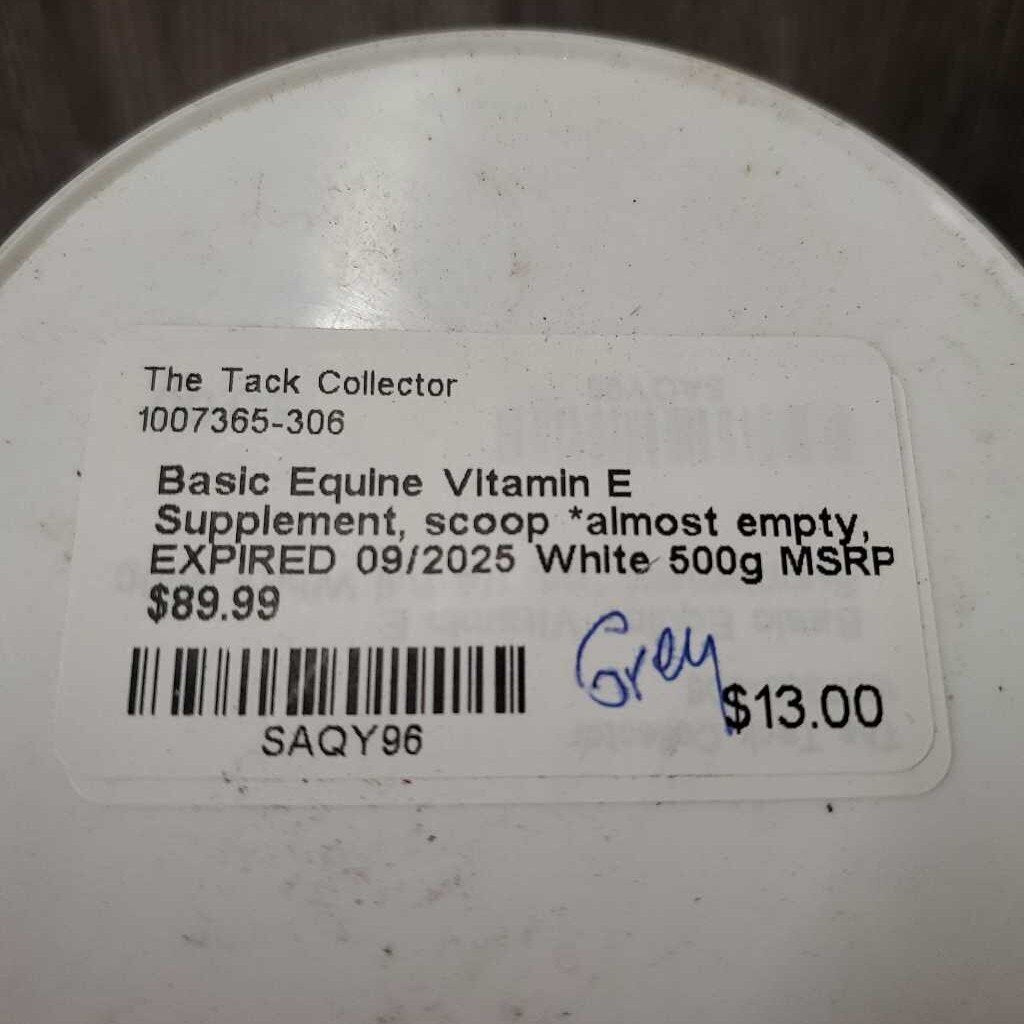 The Tack Collector
1007365-306
Basic Equine Vitamin E
Supplement, scoop *almost empty,
EXPIRED 09/2025 White 500g MSRP
$89.99
Grey
$13.00
SAQY96